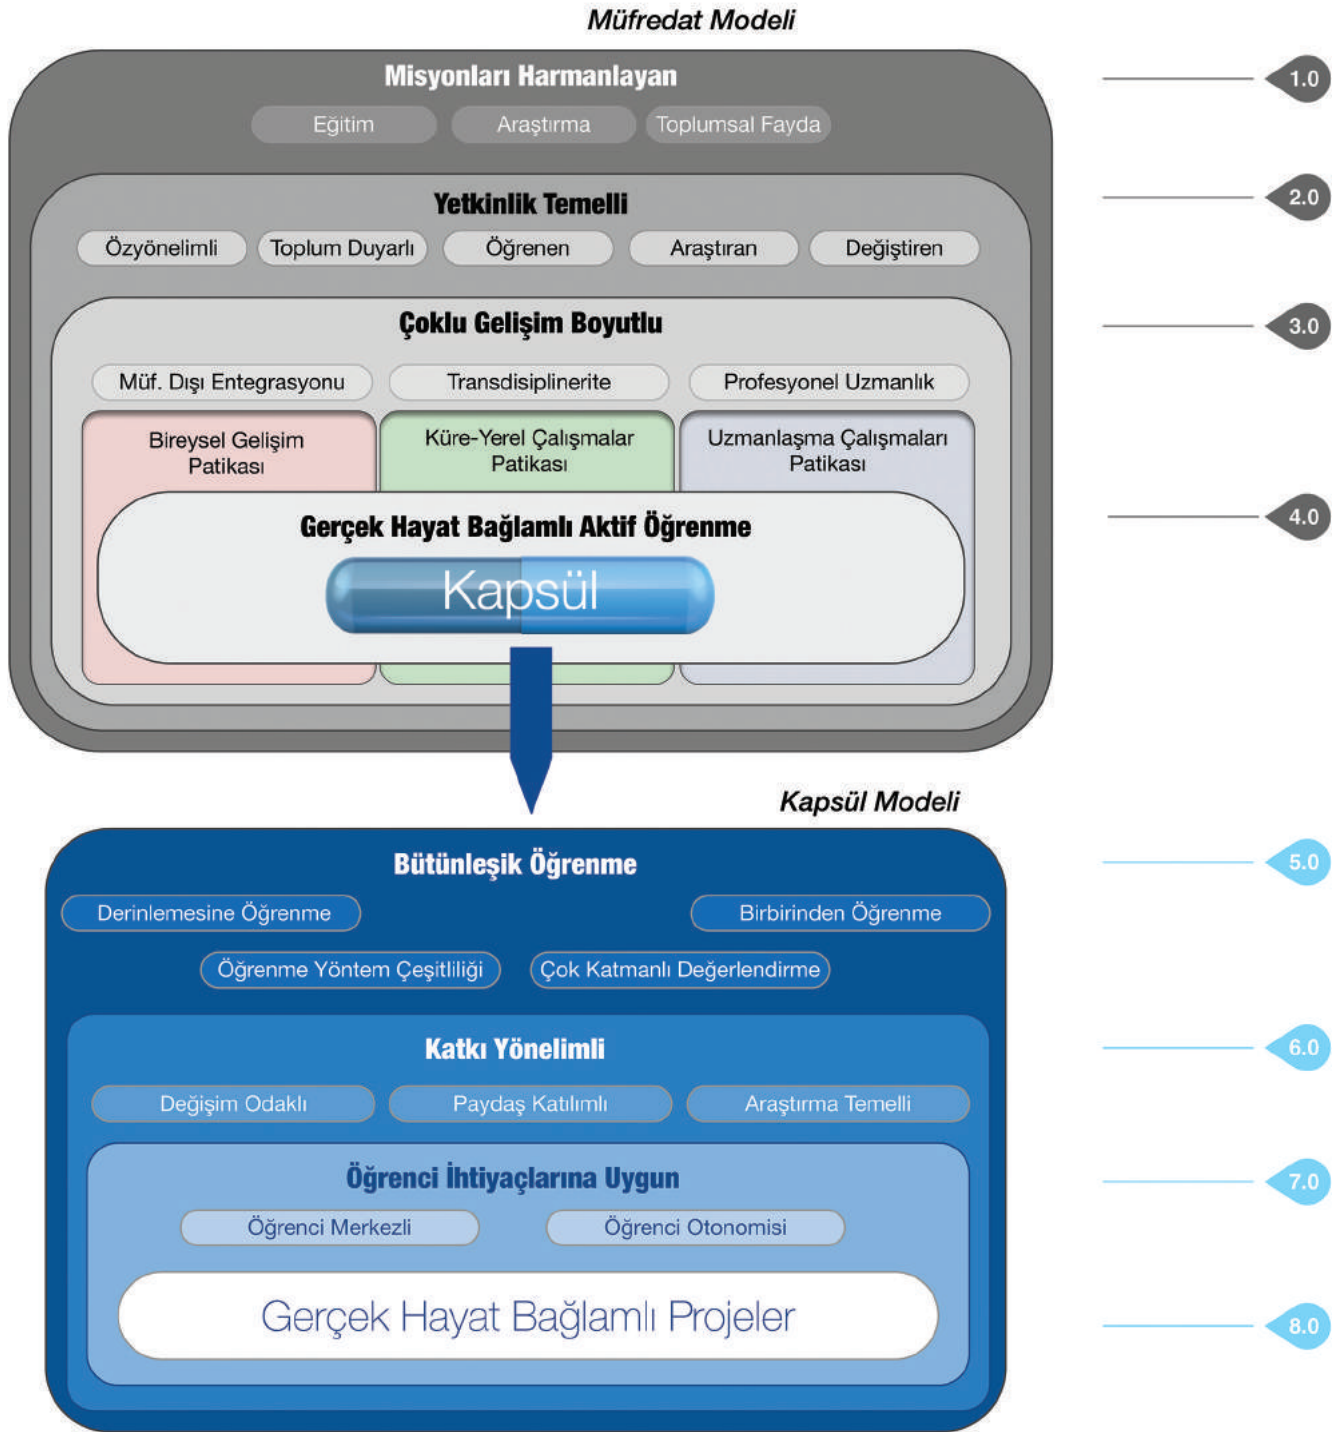 Müfredat Modeli
Misyonları Harmanlayan
1.0
Eğitim
Araştırma
Toplumsal Fayda
Yetkinlik Temelli
2.0
Özyönelimli
Toplum Duyarlı
Öğrenen
Araştıran
Değiştiren
Çoklu Gelişim Boyutlu
3.0
Müf. Dışı Entegrasyonu
Transdisiplinerite
Profesyonel Uzmanlık
Bireysel Gelişim
Patikası
Küre-Yerel Çalışmalar
Patikası
Uzmanlaşma Çalışmaları
Patikası
Gerçek Hayat Bağlamlı Aktif Öğrenme
4.0
Kapsül
Kapsül Modeli
Bütünleşik Öğrenme
5.0
Derinlemesine Öğrenme
Birbirinden Öğrenme
Öğrenme Yöntem Çeşitliliği
Çok Katmanlı Değerlendirme
Katkı Yönelimli
6.0
Değişim Odaklı
Paydaş Katılımlı
Araştırma Temelli
Öğrenci İhtiyaçlarına Uygun
7.0
Öğrenci Merkezli
Öğrenci Otonomisi
Gerçek Hayat Bağlamlı Projeler
8.0